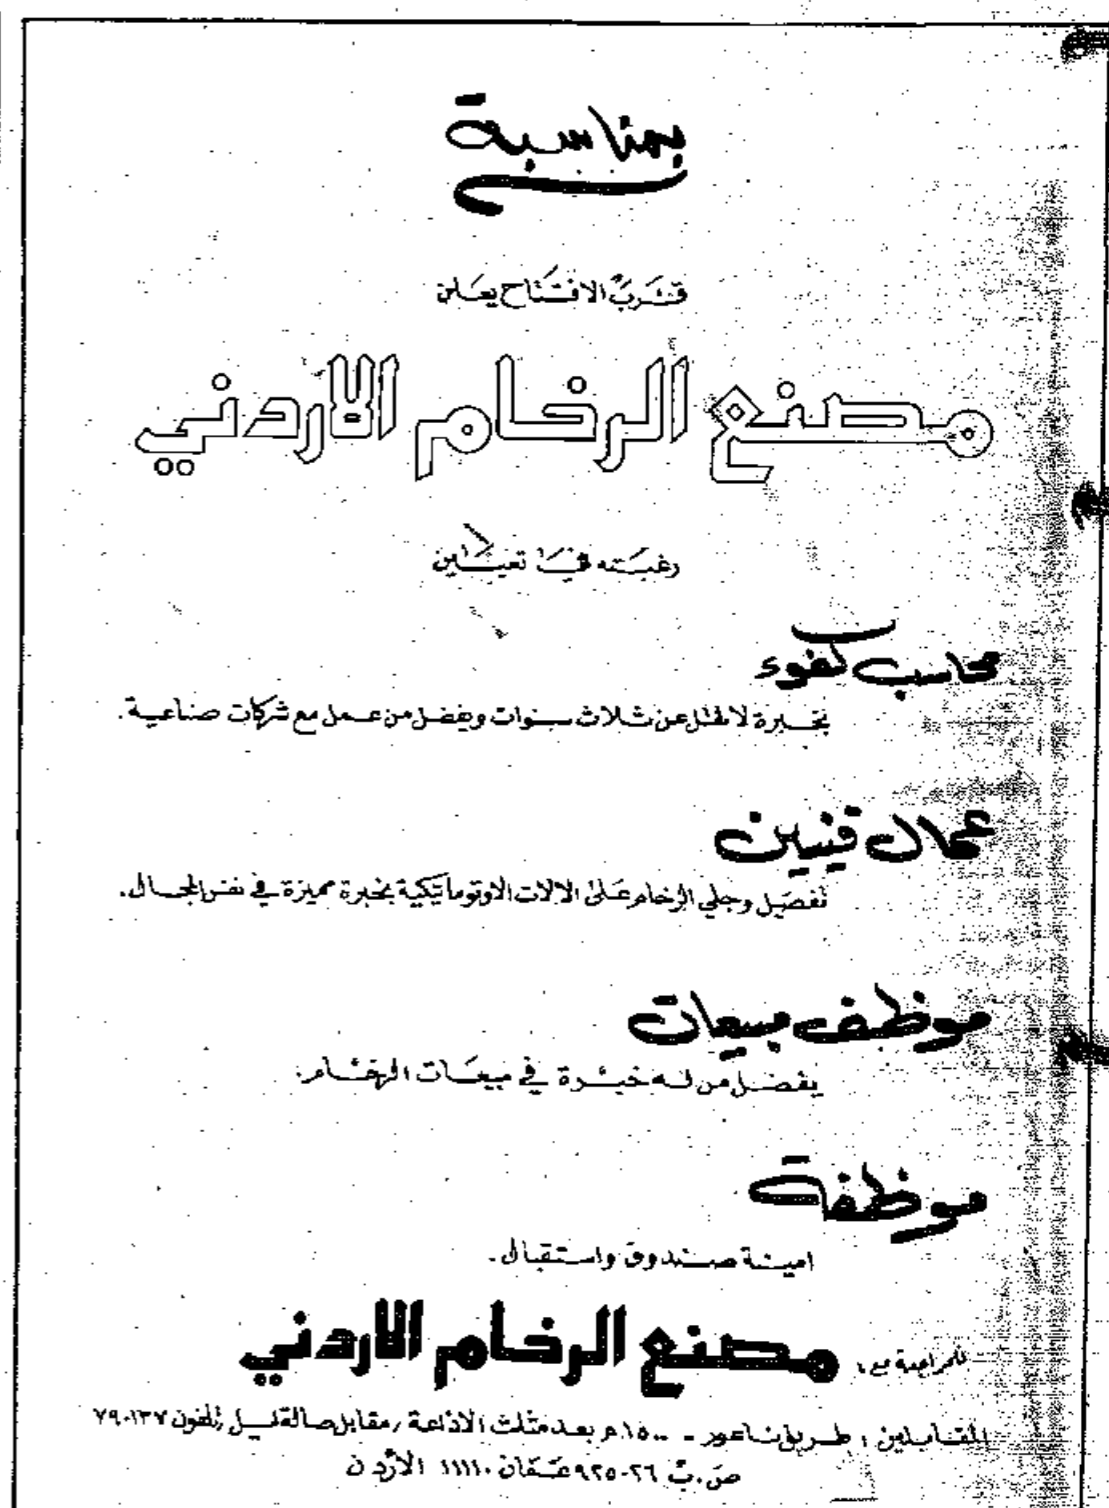 بمناسبة
قرب الافتتاح يعلن
مصنع الرخام الاردني
رغبته في تعيين
محاسب كفوء
بخبرة لا تقل عن ثلاث سنوات ويفضل من عمل مع شركات صناعية.
عمال فنيين
لفصيل وجلي الرخام على الالات الاوتوماتيكية بخبرة مميزة في نفس المجال.
موظف مبيعات
يفضل من له خبرة في مبيعات الرخام.
موظفة
امينة صندوق واستقبال.
للمراجعة مع، مصنع الرخام الاردني
المقابلين، طريق ناعور - ١٥٠٠م بعد مثلث الاذاعة / مقابل صالة / تلفون ٧٩٠١٣٧
ص.ب ٩٢٥٠٢٦ عمان ١١١١٠ الأردن